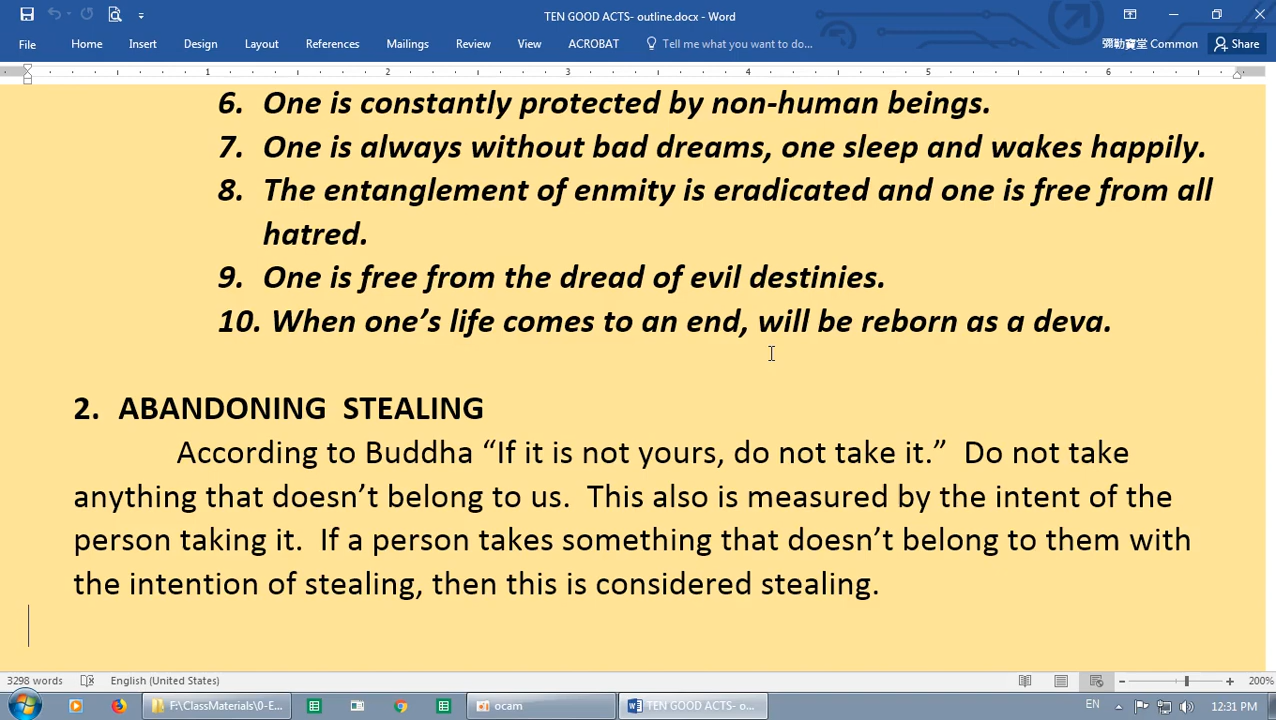 TEN GOOD ACTS- outline.docx - Word
File Home Insert Design Layout References Mailings Review View ACROBAT Tell me what you want to do... 彌勒寶堂 Common Share
1 2 3 4 5 6
6. One is constantly protected by non-human beings.
7. One is always without bad dreams, one sleep and wakes happily.
8. The entanglement of enmity is eradicated and one is free from all
hatred.
9. One is free from the dread of evil destinies.
10. When one’s life comes to an end, will be reborn as a deva.
2. ABANDONING STEALING
According to Buddha “If it is not yours, do not take it.” Do not take
anything that doesn’t belong to us. This also is measured by the intent of the
person taking it. If a person takes something that doesn’t belong to them with
the intention of stealing, then this is considered stealing.
3298 words English (United States) 200%
F:\ClassMaterials\0-E... ocam TEN GOOD ACTS- o... EN 12:31 PM